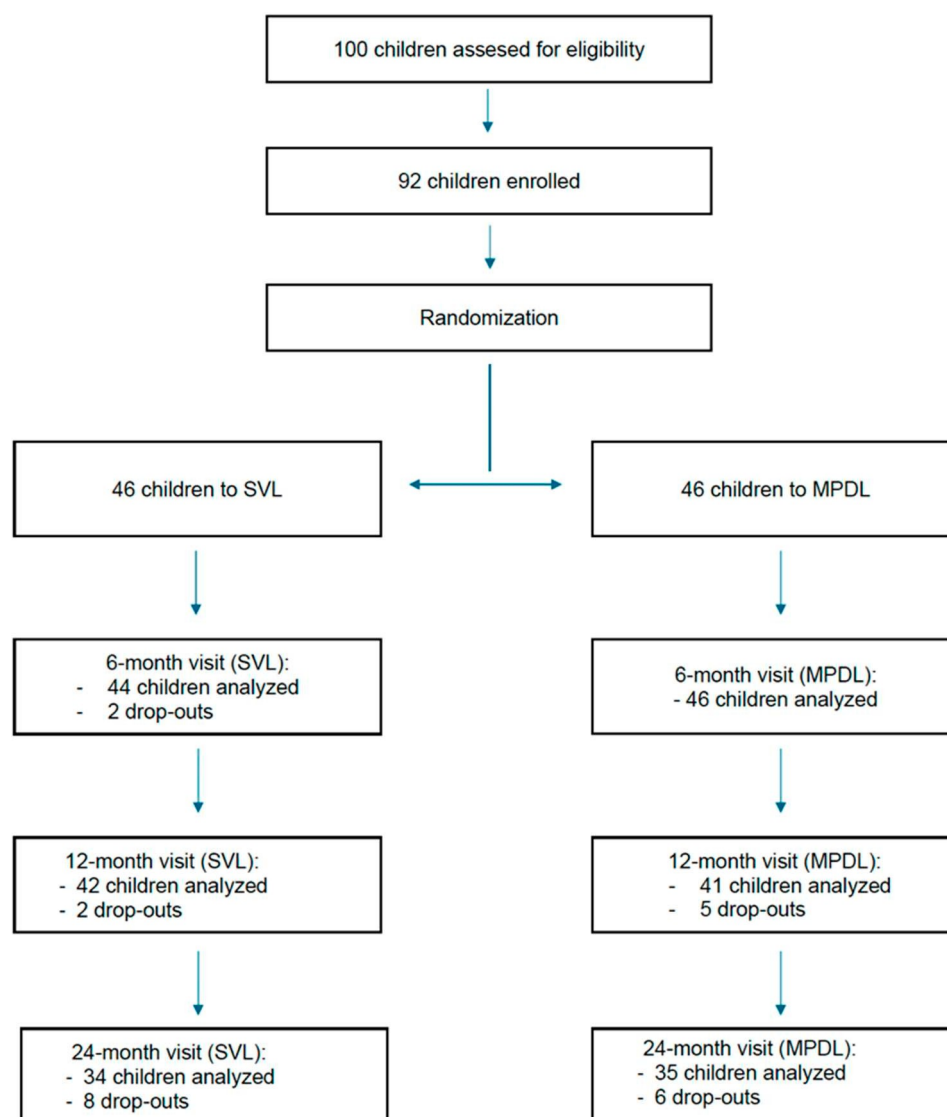 100 children assesed for eligibility
92 children enrolled
Randomization
46 children to SVL
46 children to MPDL
6-month visit (SVL):
- 44 children analyzed
- 2 drop-outs
6-month visit (MPDL):
- 46 children analyzed
12-month visit (SVL):
- 42 children analyzed
- 2 drop-outs
12-month visit (MPDL):
- 41 children analyzed
- 5 drop-outs
24-month visit (SVL):
- 34 children analyzed
- 8 drop-outs
24-month visit (MPDL):
- 35 children analyzed
- 6 drop-outs